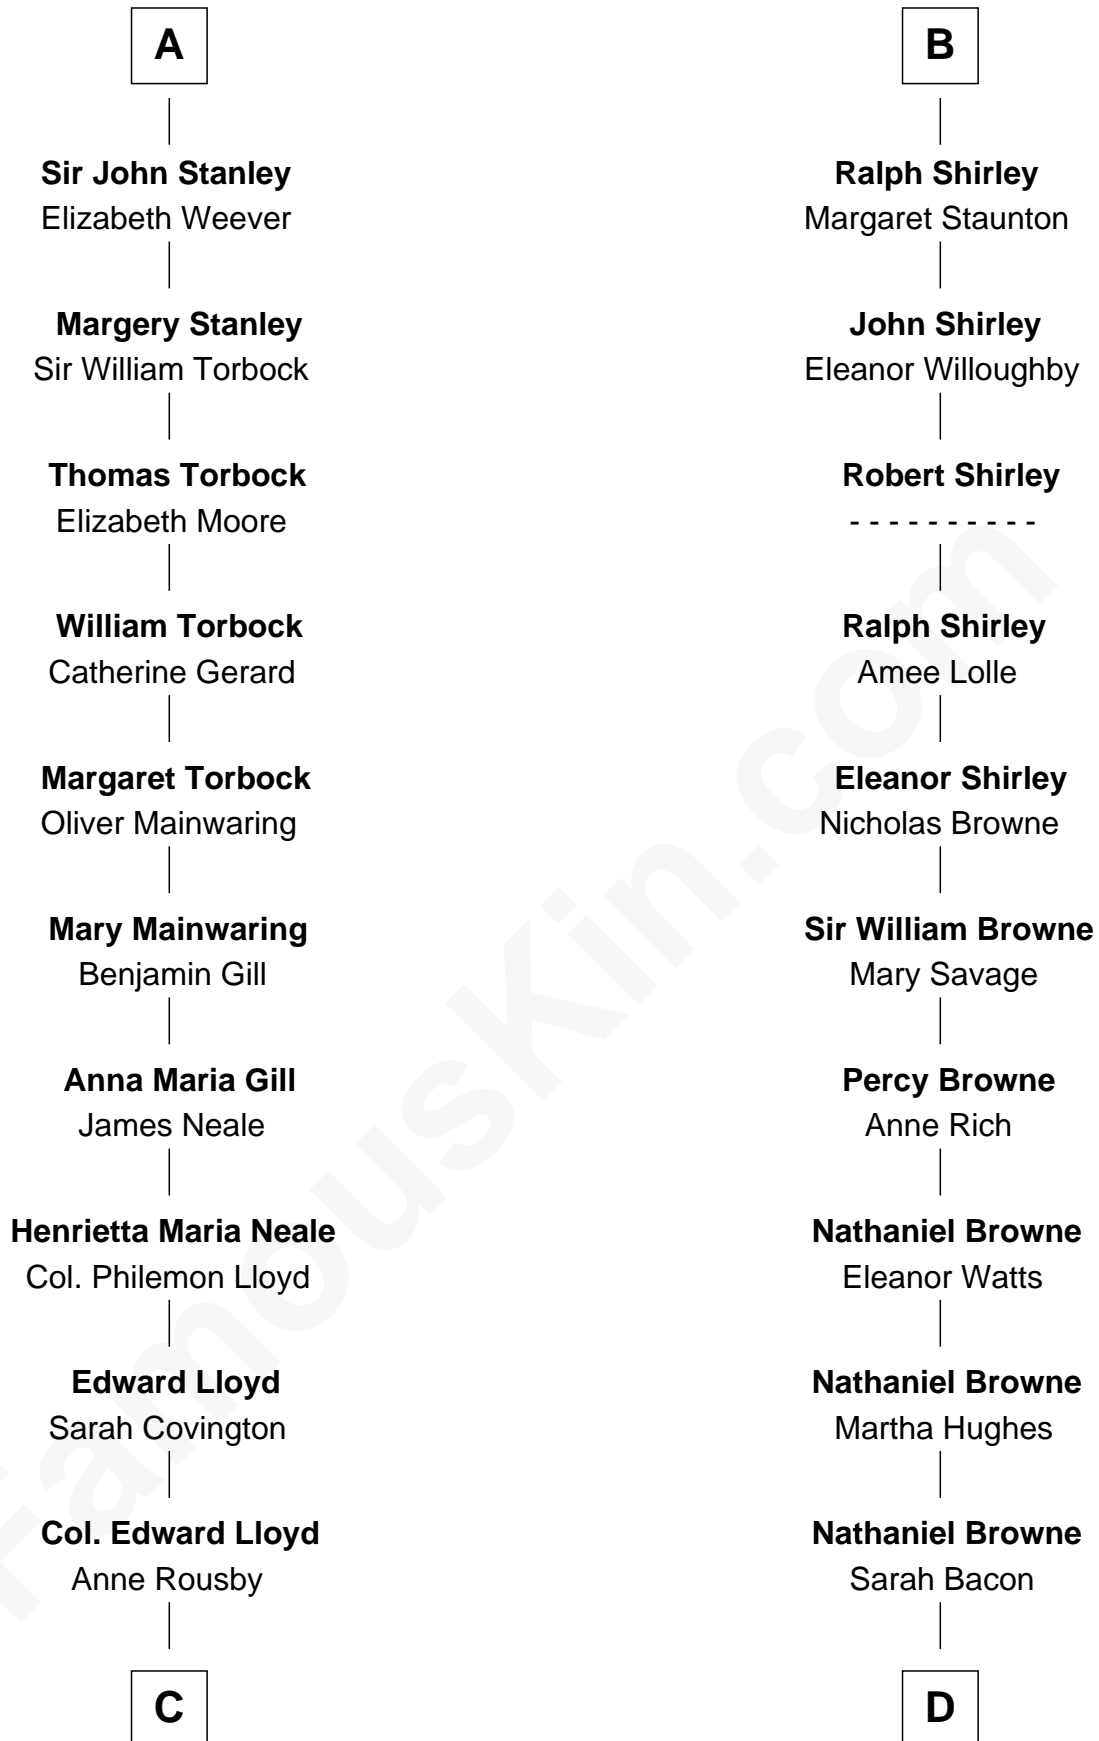 A
Sir John Stanley
Elizabeth Weever
Margery Stanley
Sir William Torbock
Thomas Torbock
Elizabeth Moore
William Torbock
Catherine Gerard
Margaret Torbock
Oliver Mainwaring
Mary Mainwaring
Benjamin Gill
Anna Maria Gill
James Neale
Henrietta Maria Neale
Col. Philemon Lloyd
Edward Lloyd
Sarah Covington
Col. Edward Lloyd
Anne Rousby
C
B
Ralph Shirley
Margaret Staunton
John Shirley
Eleanor Willoughby
Robert Shirley
- - - - - - - - - -
Ralph Shirley
Amee Lolle
Eleanor Shirley
Nicholas Browne
Sir William Browne
Mary Savage
Percy Browne
Anne Rich
Nathaniel Browne
Eleanor Watts
Nathaniel Browne
Martha Hughes
Nathaniel Browne
Sarah Bacon
D
FamousKin.com